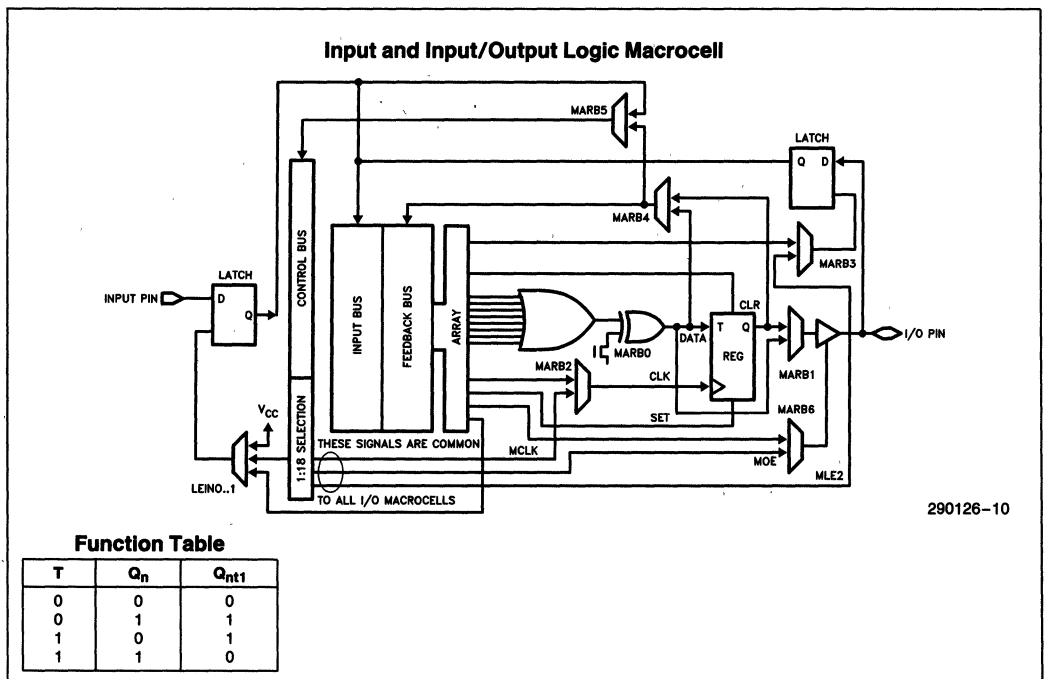 Input and Input/Output Logic Macrocell
MARB5
LATCH
Q D
MARB4
MARB3
LATCH
D
Q
INPUT PIN
CONTROL BUS
INPUT BUS
FEEDBACK BUS
ARRAY
CLR
T Q
REG
DATA
MARB0
MARB1
I/O PIN
MARB2
CLK
SET
MARB6
VCC
1:18 SELECTION
THESE SIGNALS ARE COMMON
MCLK
MOE
MLE2
LEIN0..1
TO ALL I/O MACROCELLS
290126-10
Function Table
T Qn Qnt1
0 0 0
0 1 1
1 0 1
1 1 0